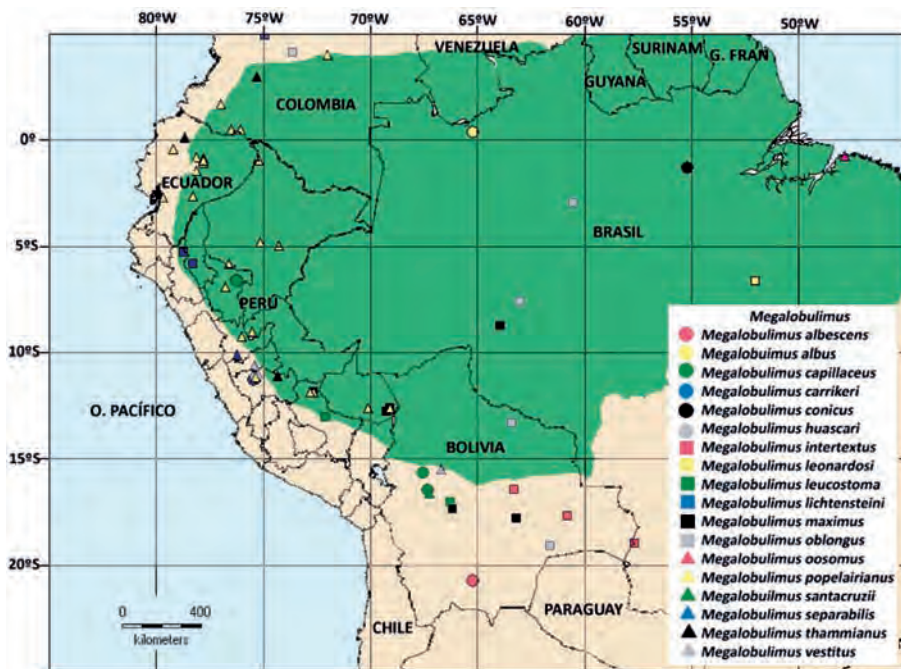 80ºW 75ºW 70ºW 65ºW 60ºW 55ºW 50ºW
VENEZUELA
SURINAM
G. FRAN
GUYANA
COLOMBIA
0º
ECUADOR
BRASIL
5ºS
PERÚ
10ºS
O. PACÍFICO
BOLIVIA
15ºS
20ºS
0 400
kilometers
CHILE
PARAGUAY
Megalobulimus
Megalobulimus albescens
Megalobuimus albus
Megalobulimus capillaceus
Megalobulimus carrikeri
Megalobulimus conicus
Megalobulimus huascari
Megalobulimus intertextus
Megalobulimus leonardosi
Megalobulimus leucostoma
Megalobulimus lichtensteini
Megalobulimus maximus
Megalobulimus oblongus
Megalobulimus oosomus
Megalobulimus popelairianus
Megalobuilmus santacruzii
Megalobuilmus separabilis
Megalobulimus thammianus
Megalobulimus vestitus